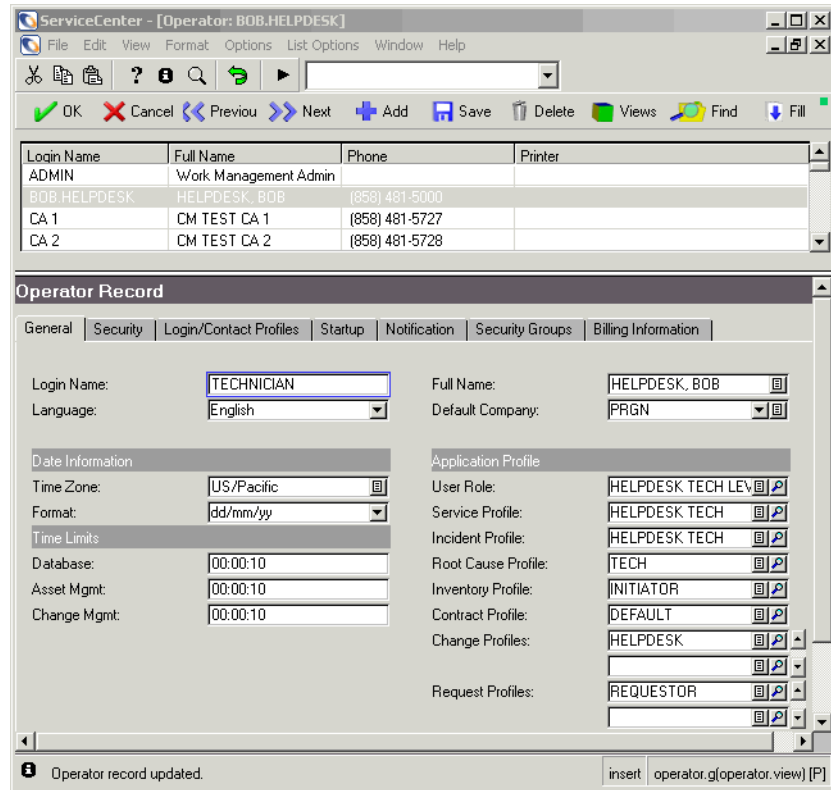 ServiceCenter - [Operator: BOB.HELPDESK]
File Edit View Format Options List Options Window Help
OK Cancel Previou Next Add Save Delete Views Find Fill
Login Name Full Name Phone Printer
ADMIN Work Management Admin
BOB.HELPDESK HELPDESK, BOB (858) 481-5000
CA 1 CM TEST CA 1 (858) 481-5727
CA 2 CM TEST CA 2 (858) 481-5728
Operator Record
General Security Login/Contact Profiles Startup Notification Security Groups Billing Information
Login Name: TECHNICIAN Full Name: HELPDESK, BOB
Language: English Default Company: PRGN
Date Information Application Profile
Time Zone: US/Pacific User Role: HELPDESK TECH LEV
Format: dd/mm/yy Service Profile: HELPDESK TECH
Time Limits Incident Profile: HELPDESK TECH
Database: 00:00:10 Root Cause Profile: TECH
Asset Mgmt: 00:00:10 Inventory Profile: INITIATOR
Change Mgmt: 00:00:10 Contract Profile: DEFAULT
Change Profiles: HELPDESK
Request Profiles: REQUESTOR
Operator record updated. insert operator.g(operator.view) [P]